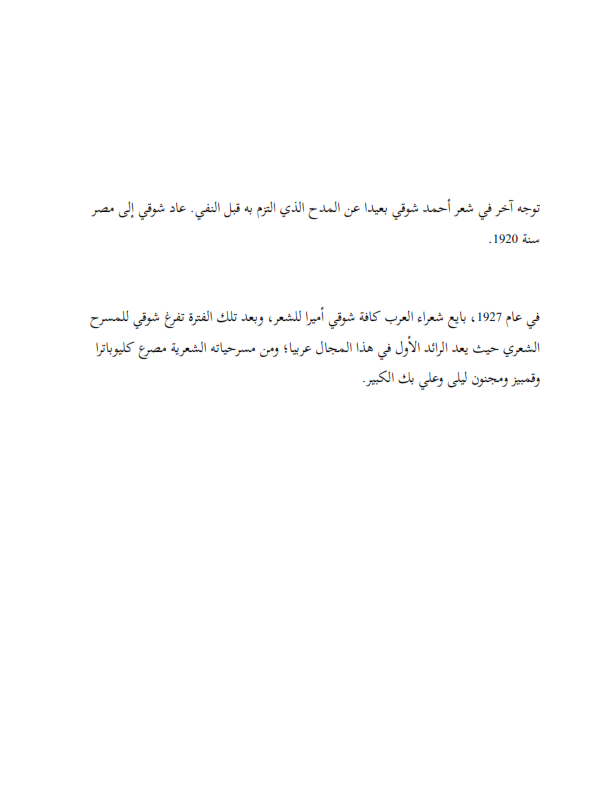 توجه آخر في شعر أحمد شوقي بعيدا عن المدح الذي التزم به قبل النفي. عاد شوقي إلى مصر
سنة 1920.
في عام 1927، بايع شعراء العرب كافة شوقي أميرا للشعر، وبعد تلك الفترة تفرغ شوقي للمسرح
الشعري حيث يعد الرائد الأول في هذا المجال عربيا؛ ومن مسرحياته الشعرية مصرع كليوباترا
وقمبيز ومجنون ليلى وعلي بك الكبير.